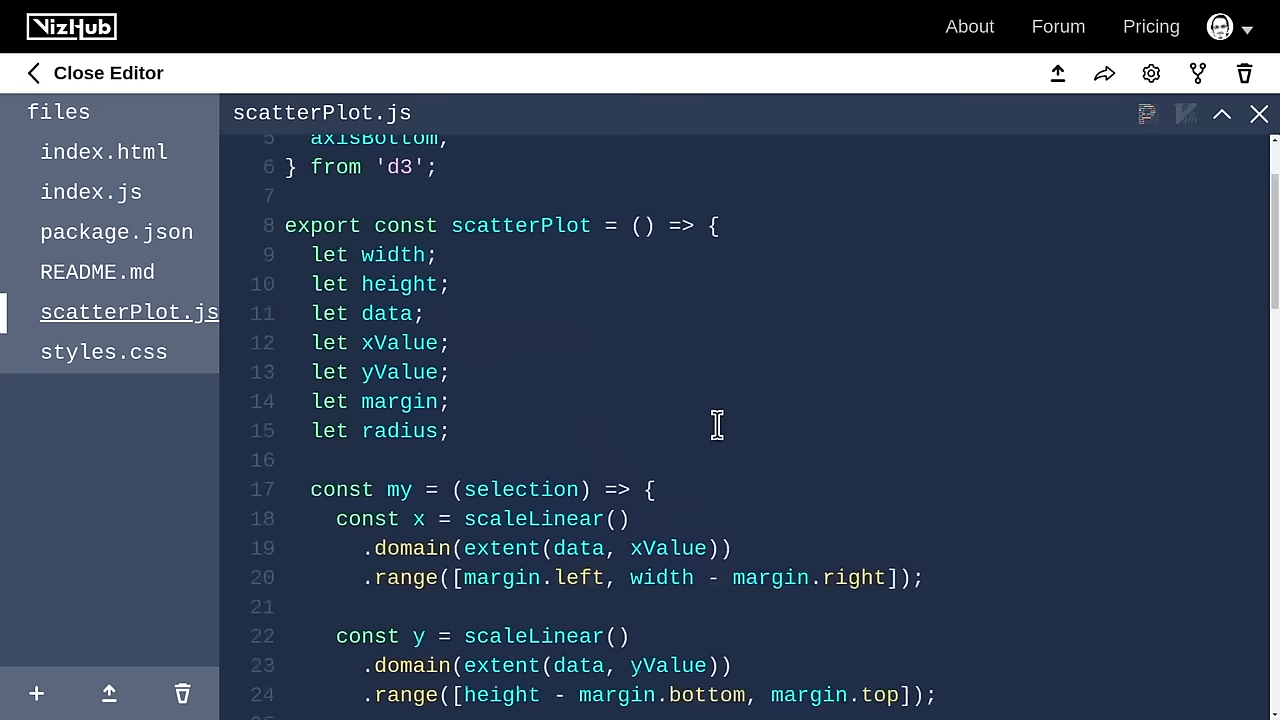 VizHub
About Forum Pricing
Close Editor
files
index.html
index.js
package.json
README.md
scatterPlot.js
styles.css
scatterPlot.js
5 axisBottom,
6 } from 'd3';
7
8 export const scatterPlot = () => {
9 let width;
10 let height;
11 let data;
12 let xValue;
13 let yValue;
14 let margin;
15 let radius;
16
17 const my = (selection) => {
18 const x = scaleLinear()
19 .domain(extent(data, xValue))
20 .range([margin.left, width - margin.right]);
21
22 const y = scaleLinear()
23 .domain(extent(data, yValue))
24 .range([height - margin.bottom, margin.top]);